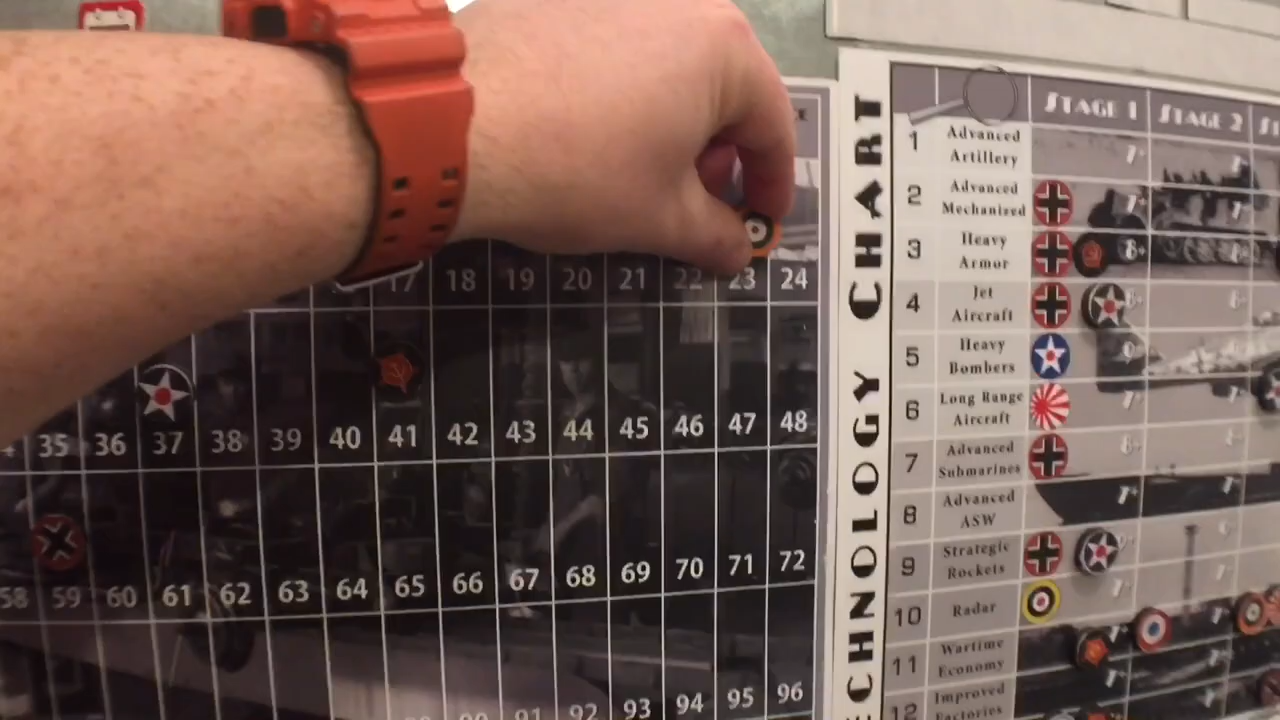 17 18 19 20 21 22 23 24
35 36 37 38 39 40 41 42 43 44 45 46 47 48
58 59 60 61 62 63 64 65 66 67 68 69 70 71 72
91 92 93 94 95 96
CHNOLOGY CHART
STAGE 1 STAGE 2
1 Advanced
Artillery
2 Advanced
Mechanized
3 Heavy
Armor
4 Jet
Aircraft
5 Heavy
Bombers
6 Long Range
Aircraft
7 Advanced
Submarines
8 Advanced
ASW
9 Strategic
Rockets
10 Radar
11 Wartime
Economy
12 Improved
Factories